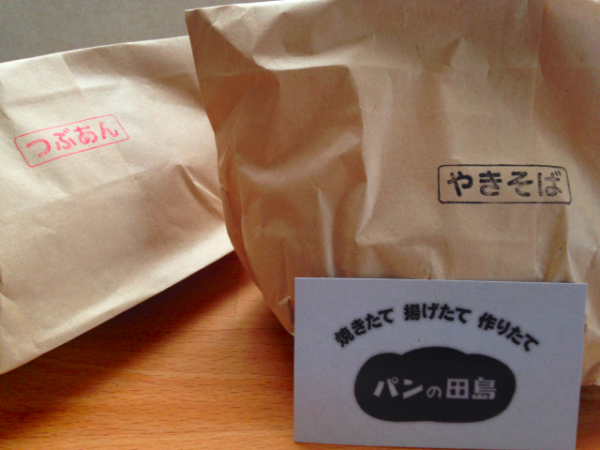 つぶあん
やきそば
焼きたて 揚げたて 作りたて
パンの田島